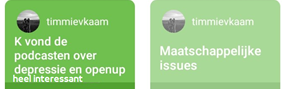 timmievkaam
K vond de
podcasten over
depressie en openup
heel interessant
timmievkaam
Maatschappelijke
issues